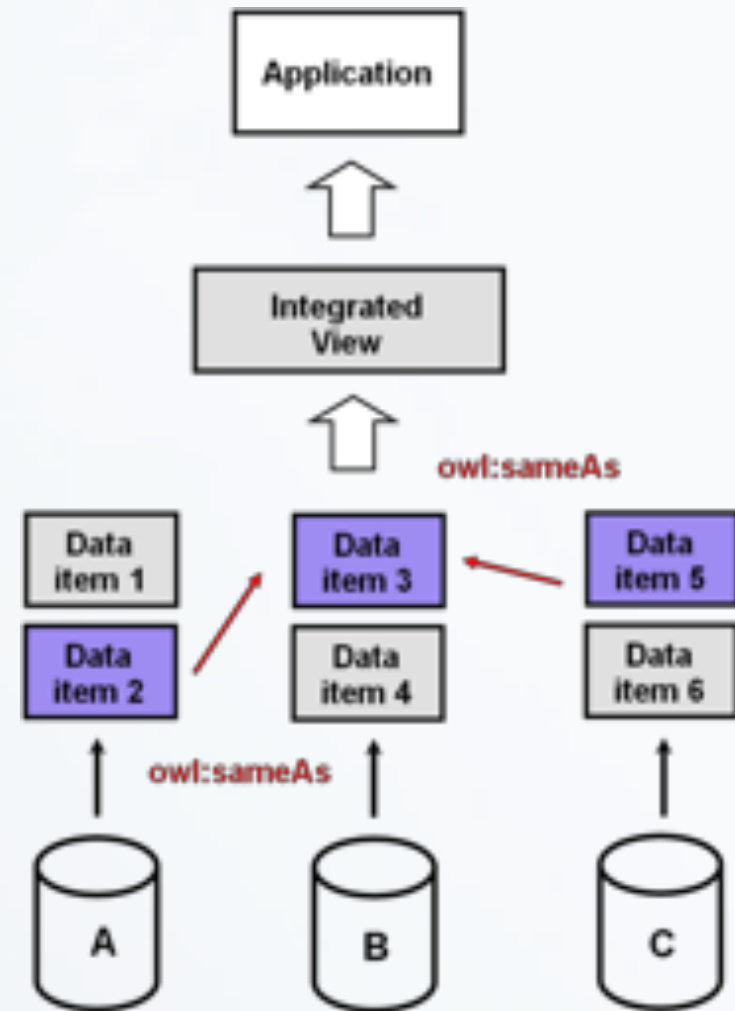 Application
Integrated
View
owl:sameAs
Data
item 1
Data
item 3
Data
item 5
Data
item 2
Data
item 4
Data
item 6
owl:sameAs
A
B
C